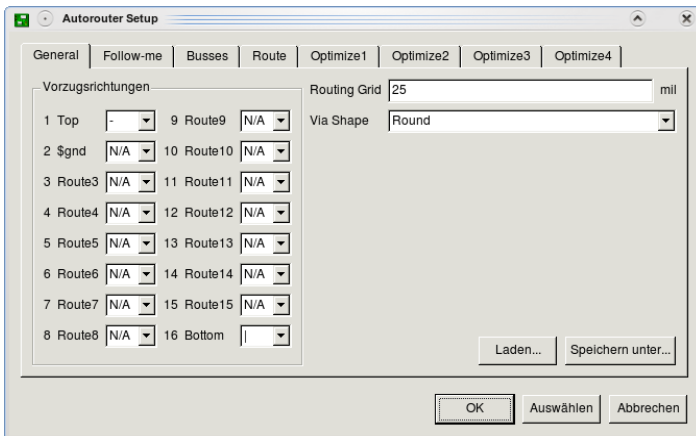 Autorouter Setup
General Follow-me Busses Route Optimize1 Optimize2 Optimize3 Optimize4
Vorzugsrichtungen
1 Top - 9 Route9 N/A
2 $gnd N/A 10 Route10 N/A
3 Route3 N/A 11 Route11 N/A
4 Route4 N/A 12 Route12 N/A
5 Route5 N/A 13 Route13 N/A
6 Route6 N/A 14 Route14 N/A
7 Route7 N/A 15 Route15 N/A
8 Route8 N/A 16 Bottom |
Routing Grid 25 mil
Via Shape Round
Laden... Speichern unter...
OK Auswählen Abbrechen